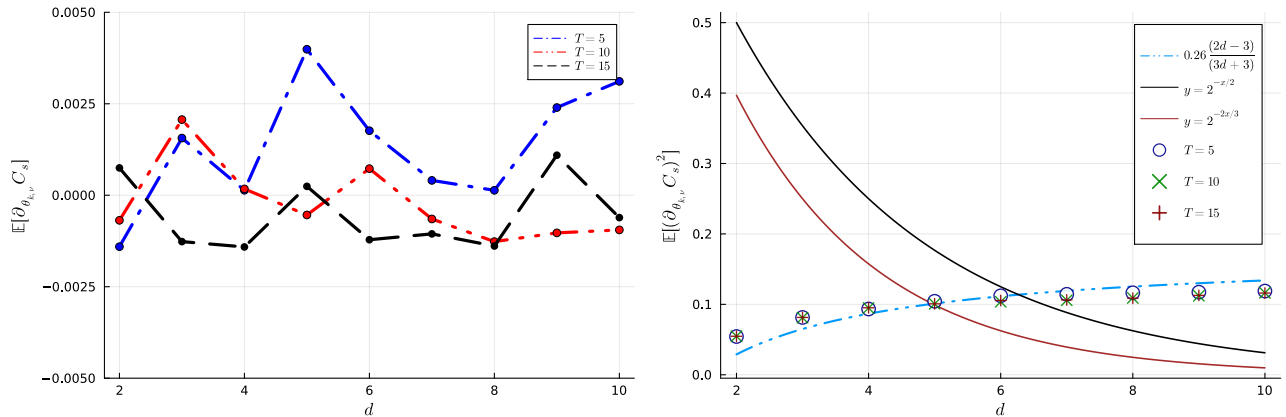 0.0050
0.0025
0.0000
−0.0025
−0.0050
𝔼[∂θk,ν Cs]
2
4
6
8
10
d
T = 5
T = 10
T = 15
0.5
0.4
0.3
0.2
0.1
0.0
𝔼[(∂θk,ν Cs)²]
2
4
6
8
10
d
0.26 (2d − 3)/(3d + 3)
y = 2^{−x/2}
y = 2^{−2x/3}
T = 5
T = 10
T = 15